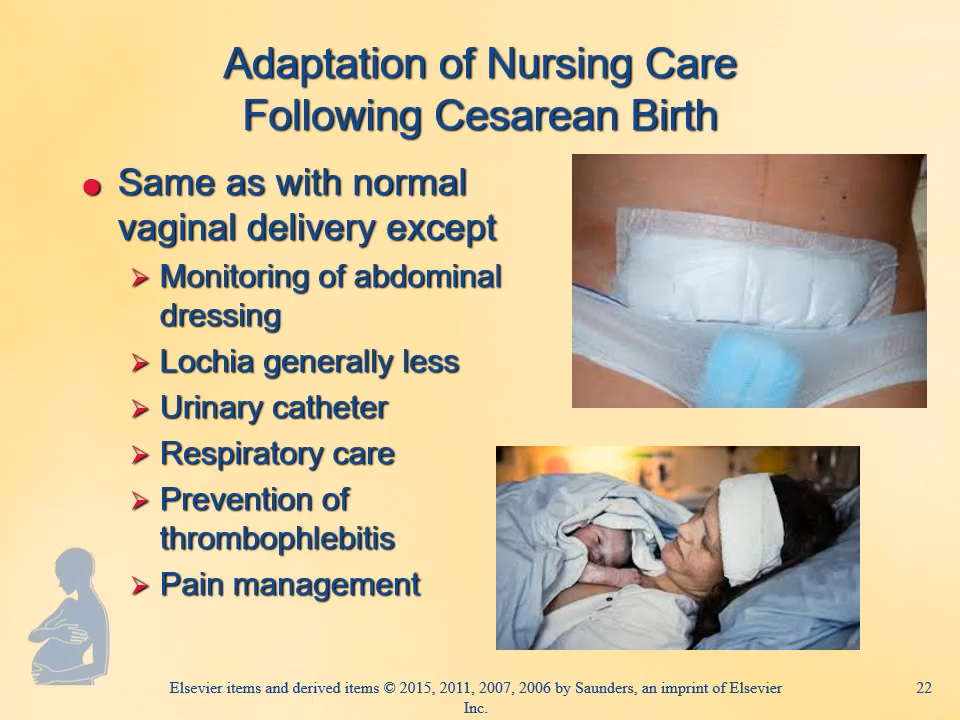 Adaptation of Nursing Care
Following Cesarean Birth
Same as with normal
vaginal delivery except
Monitoring of abdominal
dressing
Lochia generally less
Urinary catheter
Respiratory care
Prevention of
thrombophlebitis
Pain management
Elsevier items and derived items © 2015, 2011, 2007, 2006 by Saunders, an imprint of Elsevier
Inc.
22